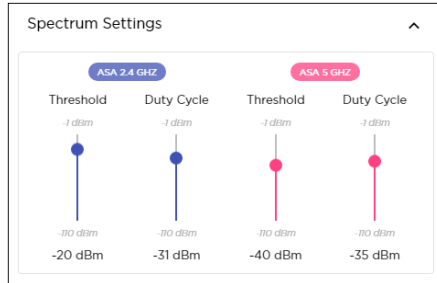 Spectrum Settings
ASA 2.4 GHZ ASA 5 GHZ
Threshold Duty Cycle Threshold Duty Cycle
-1 dBm -1 dBm -1 dBm -1 dBm
-110 dBm -110 dBm -110 dBm -110 dBm
-20 dBm -31 dBm -40 dBm -35 dBm